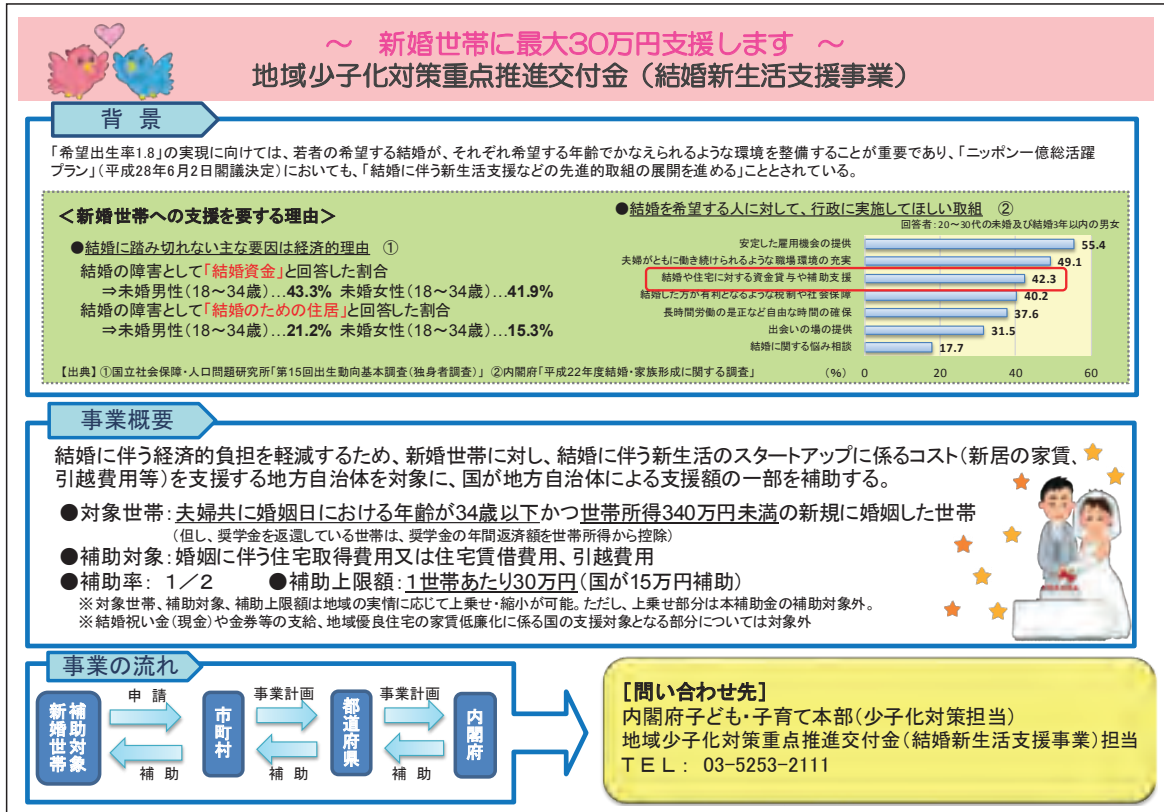 ～ 新婚世帯に最大30万円支援します ～
地域少子化対策重点推進交付金（結婚新生活支援事業）
背 景
「希望出生率1.8」の実現に向けては、若者の希望する結婚が、それぞれ希望する年齢でかなえられるような環境を整備することが重要であり、「ニッポン一億総活躍
プラン」（平成28年6月2日閣議決定）においても、「結婚に伴う新生活支援などの先進的取組の展開を進める」こととされている。
＜新婚世帯への支援を要する理由＞
●結婚に踏み切れない主な要因は経済的理由 ①
結婚の障害として「結婚資金」と回答した割合
⇒未婚男性（18～34歳）…43.3% 未婚女性（18～34歳）…41.9%
結婚の障害として「結婚のための住居」と回答した割合
⇒未婚男性（18～34歳）…21.2% 未婚女性（18～34歳）…15.3%
●結婚を希望する人に対して、行政に実施してほしい取組 ②
回答者：20～30代の未婚及び結婚3年以内の男女
安定した雇用機会の提供 55.4
夫婦がともに働き続けられるような職場環境の充実 49.1
結婚や住宅に対する資金貸与や補助支援 42.3
結婚した方が有利となるような税制や社会保障 40.2
長時間労働の是正など自由な時間の確保 37.6
出会いの場の提供 31.5
結婚に関する悩み相談 17.7
（%） 0 20 40 60
【出典】①国立社会保障・人口問題研究所「第15回出生動向基本調査（独身者調査）」 ②内閣府「平成22年度結婚・家族形成に関する調査」
事業概要
結婚に伴う経済的負担を軽減するため、新婚世帯に対し、結婚に伴う新生活のスタートアップに係るコスト（新居の家賃、
引越費用等）を支援する地方自治体を対象に、国が地方自治体による支援額の一部を補助する。
●対象世帯：夫婦共に婚姻日における年齢が34歳以下かつ世帯所得340万円未満の新規に婚姻した世帯
（但し、奨学金を返還している世帯は、奨学金の年間返済額を世帯所得から控除）
●補助対象：婚姻に伴う住宅取得費用又は住宅賃借費用、引越費用
●補助率： 1／2 ●補助上限額：1世帯あたり30万円（国が15万円補助）
※対象世帯、補助対象、補助上限額は地域の実情に応じて上乗せ・縮小が可能。ただし、上乗せ部分は本補助金の補助対象外。
※結婚祝い金（現金）や金券等の支給、地域優良住宅の家賃低廉化に係る国の支援対象となる部分については対象外
事業の流れ
補助対象
新婚世帯
申 請
補 助
市町村
事業計画
補 助
都道府県
事業計画
補 助
内閣府
［問い合わせ先］
内閣府子ども・子育て本部（少子化対策担当）
地域少子化対策重点推進交付金（結婚新生活支援事業）担当
ＴＥＬ： 03-5253-2111